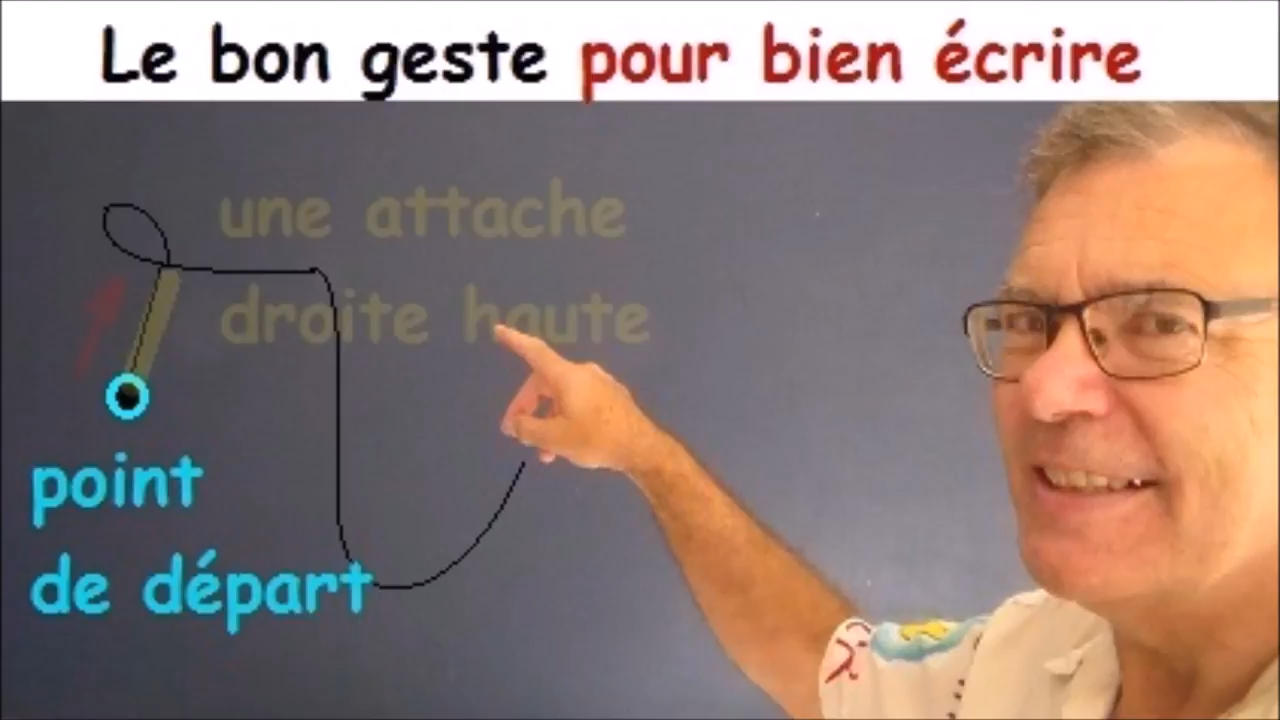 Le bon geste pour bien écrire
une attache
droite haute
point
de départ